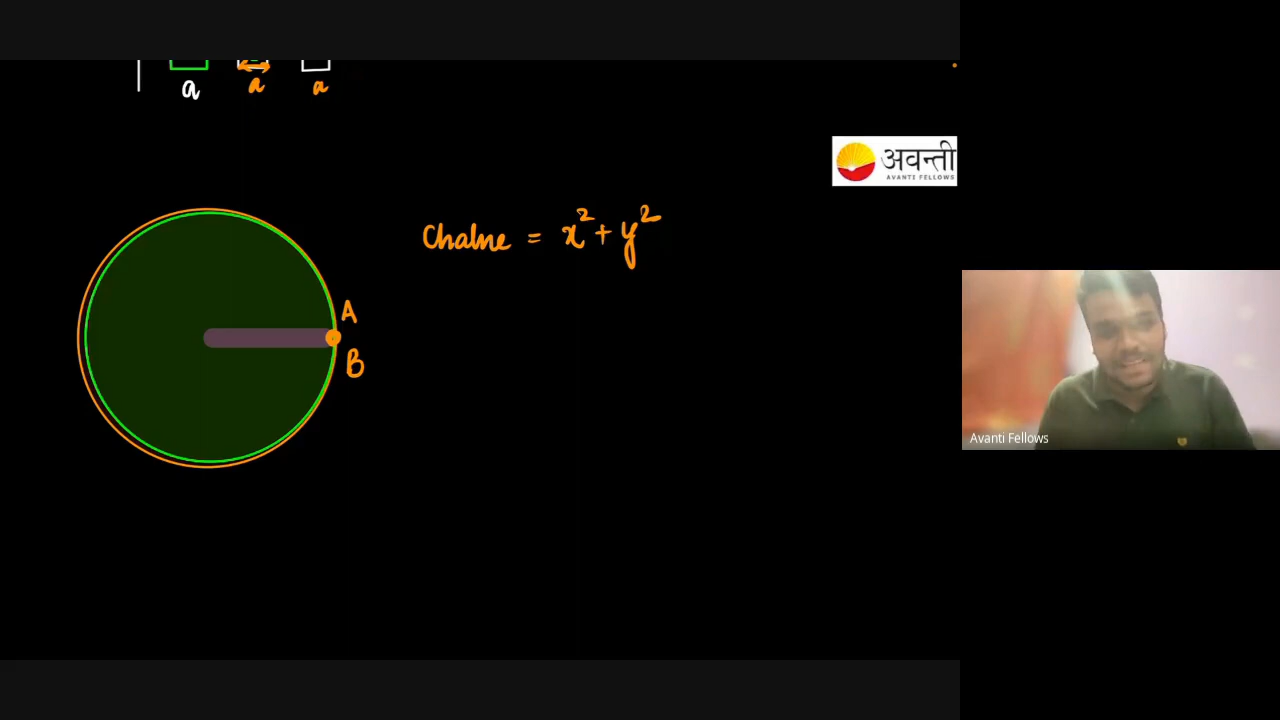 a a a
अवन्ती
AVANTI FELLOWS
Chalne = x² + y²
A
B
Avanti Fellows